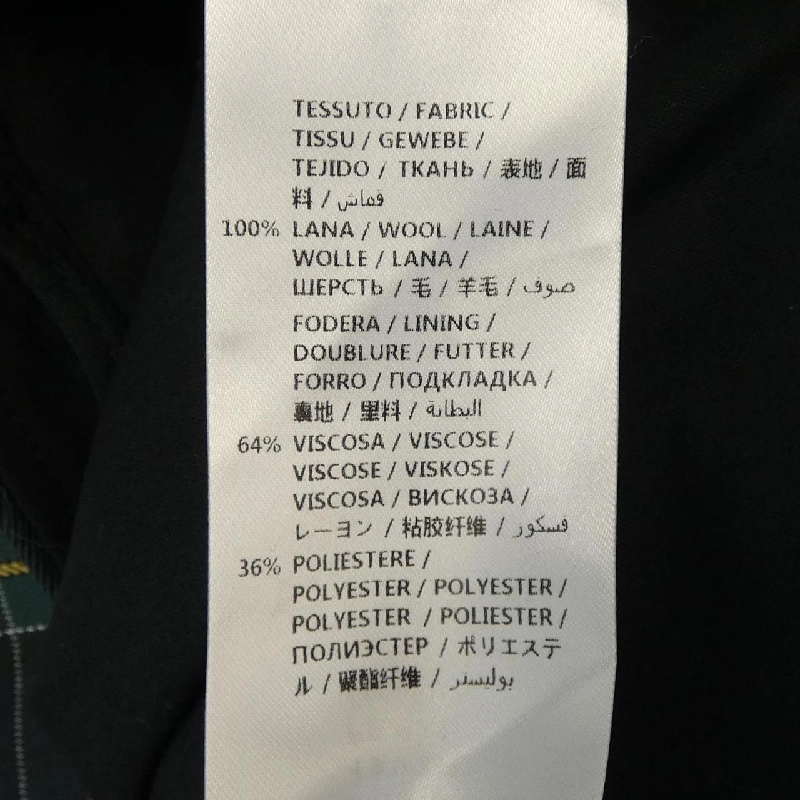 TESSUTO / FABRIC /
TISSU / GEWEBE /
TEJIDO / ТКАНЬ / 表地 / 面
料 / قماش
100% LANA / WOOL / LAINE /
WOLLE / LANA /
ШЕРСТЬ / 毛 / 羊毛 / صوف
FODERA / LINING /
DOUBLURE / FUTTER /
FORRO / ПОДКЛАДКА /
裏地 / 里料 / البطانة
64% VISCOSA / VISCOSE /
VISCOSE / VISKOSE /
VISCOSA / ВИСКОЗА /
レーヨン / 粘胶纤维 / فسكور
36% POLIESTERE /
POLYESTER / POLYESTER /
POLYESTER / POLIESTER /
ПОЛИЭСТЕР / ポリエステ
ル / 聚酯纤维 / بوليستر